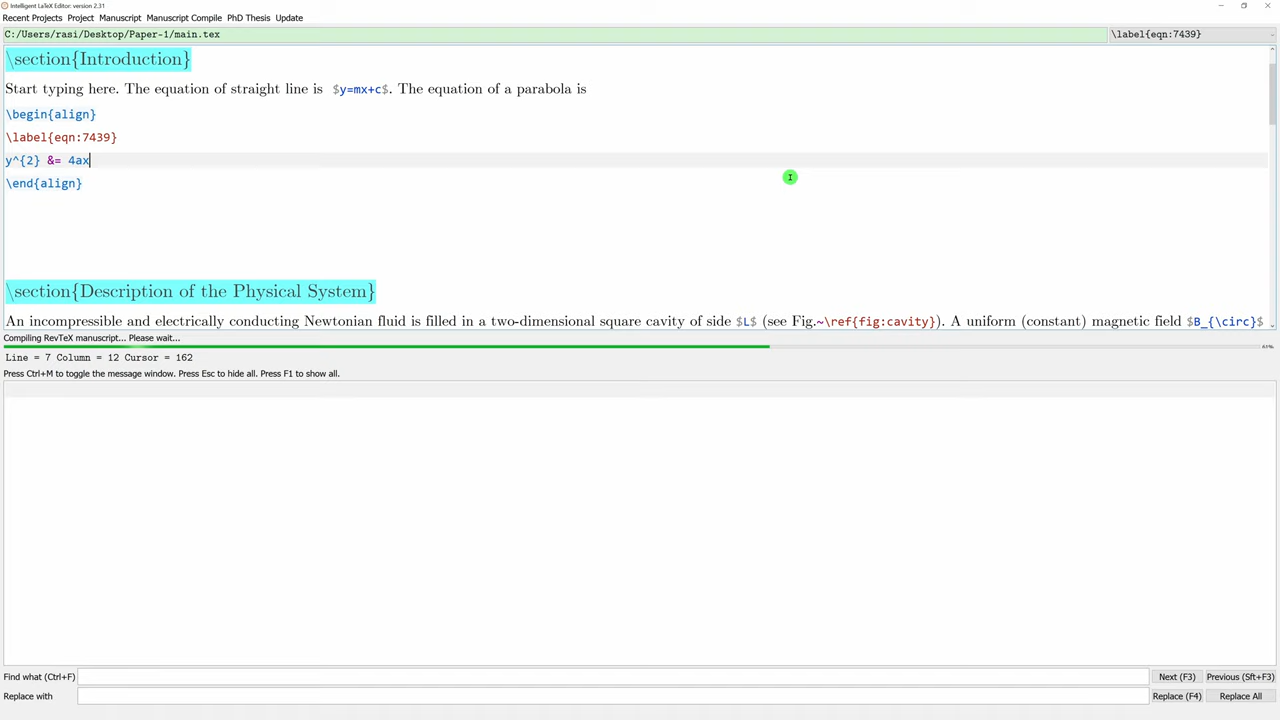 Intelligent LaTeX Editor: version 2.31
Recent Projects Project Manuscript Manuscript Compile PhD Thesis Update
C:/Users/rasi/Desktop/Paper-1/main.tex \label{eqn:7439}
\section{Introduction}
Start typing here. The equation of straight line is $y=mx+c$. The equation of a parabola is
\begin{align}
\label{eqn:7439}
y^{2} &= 4ax
\end{align}
\section{Description of the Physical System}
An incompressible and electrically conducting Newtonian fluid is filled in a two-dimensional square cavity of side $L$ (see Fig.~\ref{fig:cavity}). A uniform (constant) magnetic field $B_{\circ}$
Compiling RevTeX manuscript... Please wait...
Line = 7 Column = 12 Cursor = 162
Press Ctrl+M to toggle the message window. Press Esc to hide all. Press F1 to show all.
Find what (Ctrl+F) Next (F3) Previous (Sft+F3)
Replace with Replace (F4) Replace All